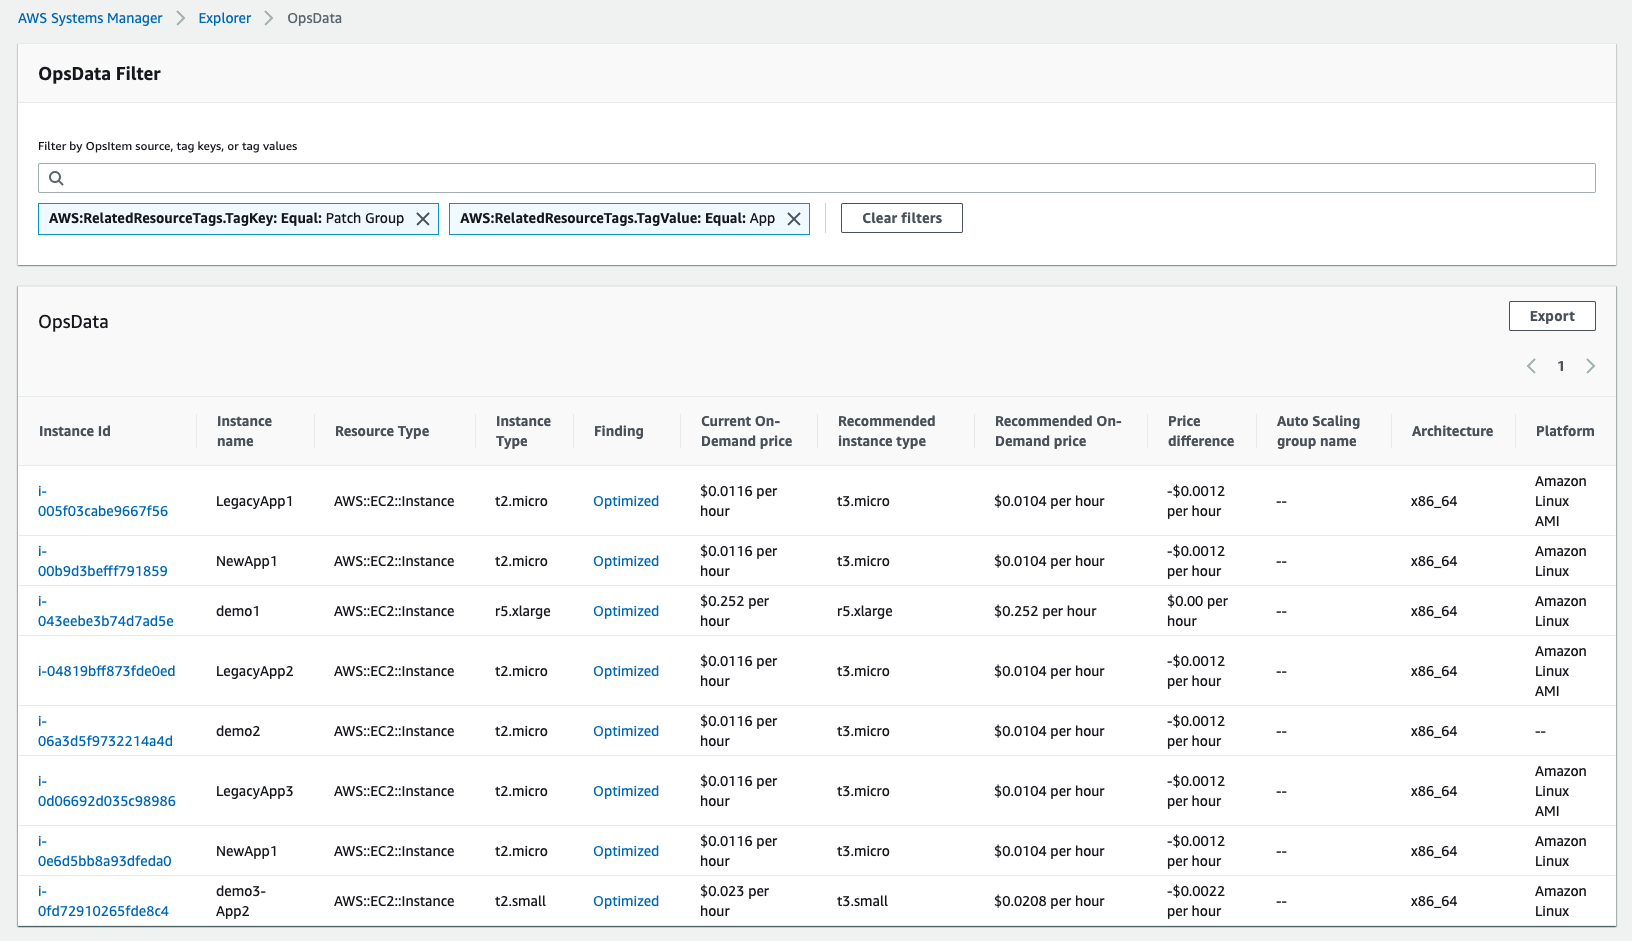 AWS Systems Manager > Explorer > OpsData
OpsData Filter
Filter by OpsItem source, tag keys, or tag values
AWS:RelatedResourceTags.TagKey: Equal: Patch Group
AWS:RelatedResourceTags.TagValue: Equal: App
Clear filters
OpsData
Export
1
Instance Id
Instance
name
Resource Type
Instance
Type
Finding
Current On-
Demand price
Recommended
instance type
Recommended On-
Demand price
Price
difference
Auto Scaling
group name
Architecture
Platform
i-
005f03cabe9667f56
LegacyApp1
AWS::EC2::Instance
t2.micro
Optimized
$0.0116 per
hour
t3.micro
$0.0104 per hour
-$0.0012
per hour
--
x86_64
Amazon
Linux
AMI
i-
00b9d3befff791859
NewApp1
AWS::EC2::Instance
t2.micro
Optimized
$0.0116 per
hour
t3.micro
$0.0104 per hour
-$0.0012
per hour
--
x86_64
Amazon
Linux
i-
043eebe3b74d7ad5e
demo1
AWS::EC2::Instance
r5.xlarge
Optimized
$0.252 per
hour
r5.xlarge
$0.252 per hour
$0.00 per
hour
--
x86_64
Amazon
Linux
i-04819bff873fde0ed
LegacyApp2
AWS::EC2::Instance
t2.micro
Optimized
$0.0116 per
hour
t3.micro
$0.0104 per hour
-$0.0012
per hour
--
x86_64
Amazon
Linux
AMI
i-
06a3d5f9732214a4d
demo2
AWS::EC2::Instance
t2.micro
Optimized
$0.0116 per
hour
t3.micro
$0.0104 per hour
-$0.0012
per hour
--
x86_64
--
i-
0d06692d035c98986
LegacyApp3
AWS::EC2::Instance
t2.micro
Optimized
$0.0116 per
hour
t3.micro
$0.0104 per hour
-$0.0012
per hour
--
x86_64
Amazon
Linux
AMI
i-
0e6d5bb8a93dfeda0
NewApp1
AWS::EC2::Instance
t2.micro
Optimized
$0.0116 per
hour
t3.micro
$0.0104 per hour
-$0.0012
per hour
--
x86_64
Amazon
Linux
i-
0fd72910265fde8c4
demo3-
App2
AWS::EC2::Instance
t2.small
Optimized
$0.023 per
hour
t3.small
$0.0208 per hour
-$0.0022
per hour
--
x86_64
Amazon
Linux